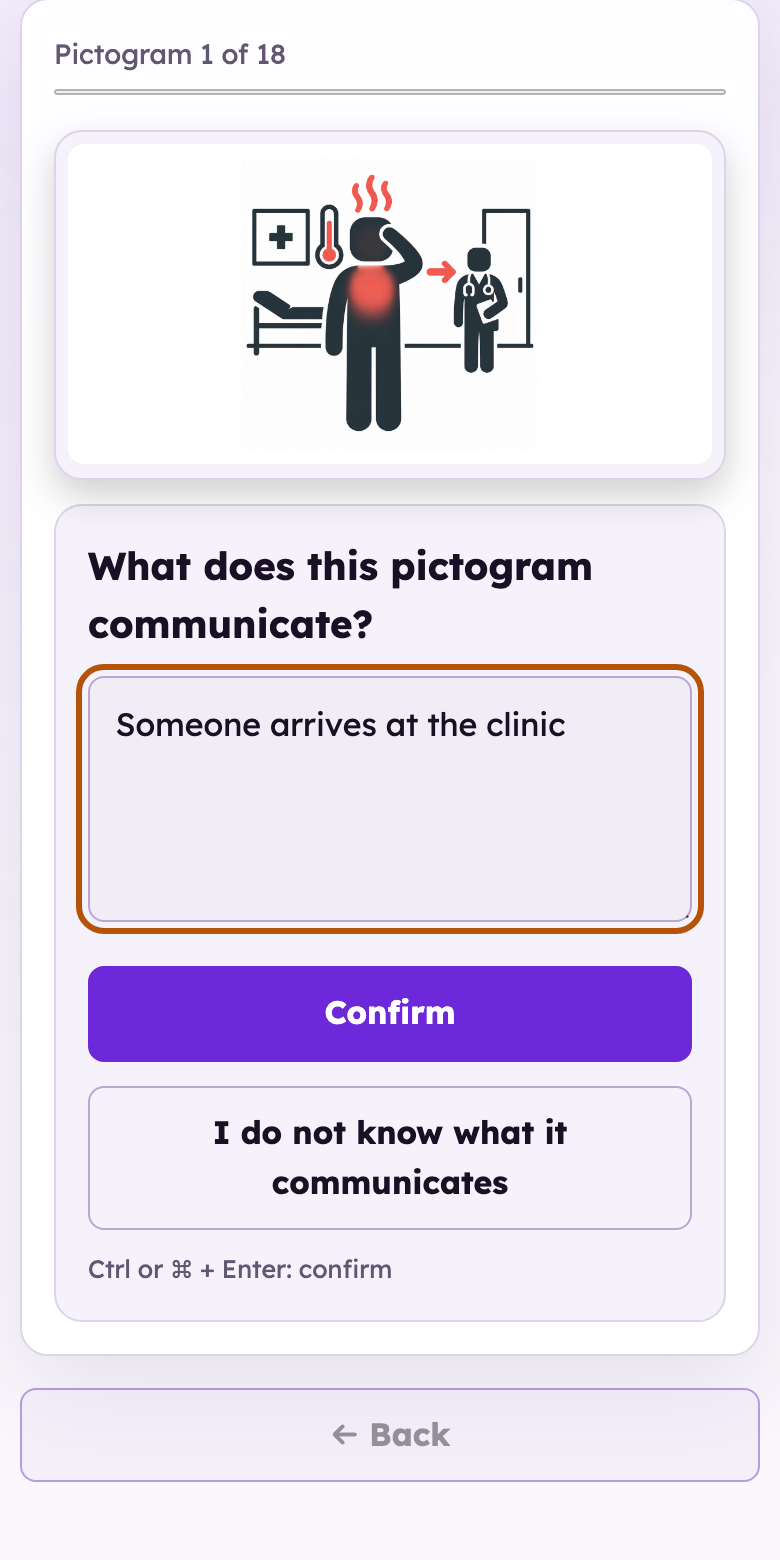 Pictogram 1 of 18
What does this pictogram
communicate?
Someone arrives at the clinic
Confirm
I do not know what it
communicates
Ctrl or ⌘ + Enter: confirm
← Back